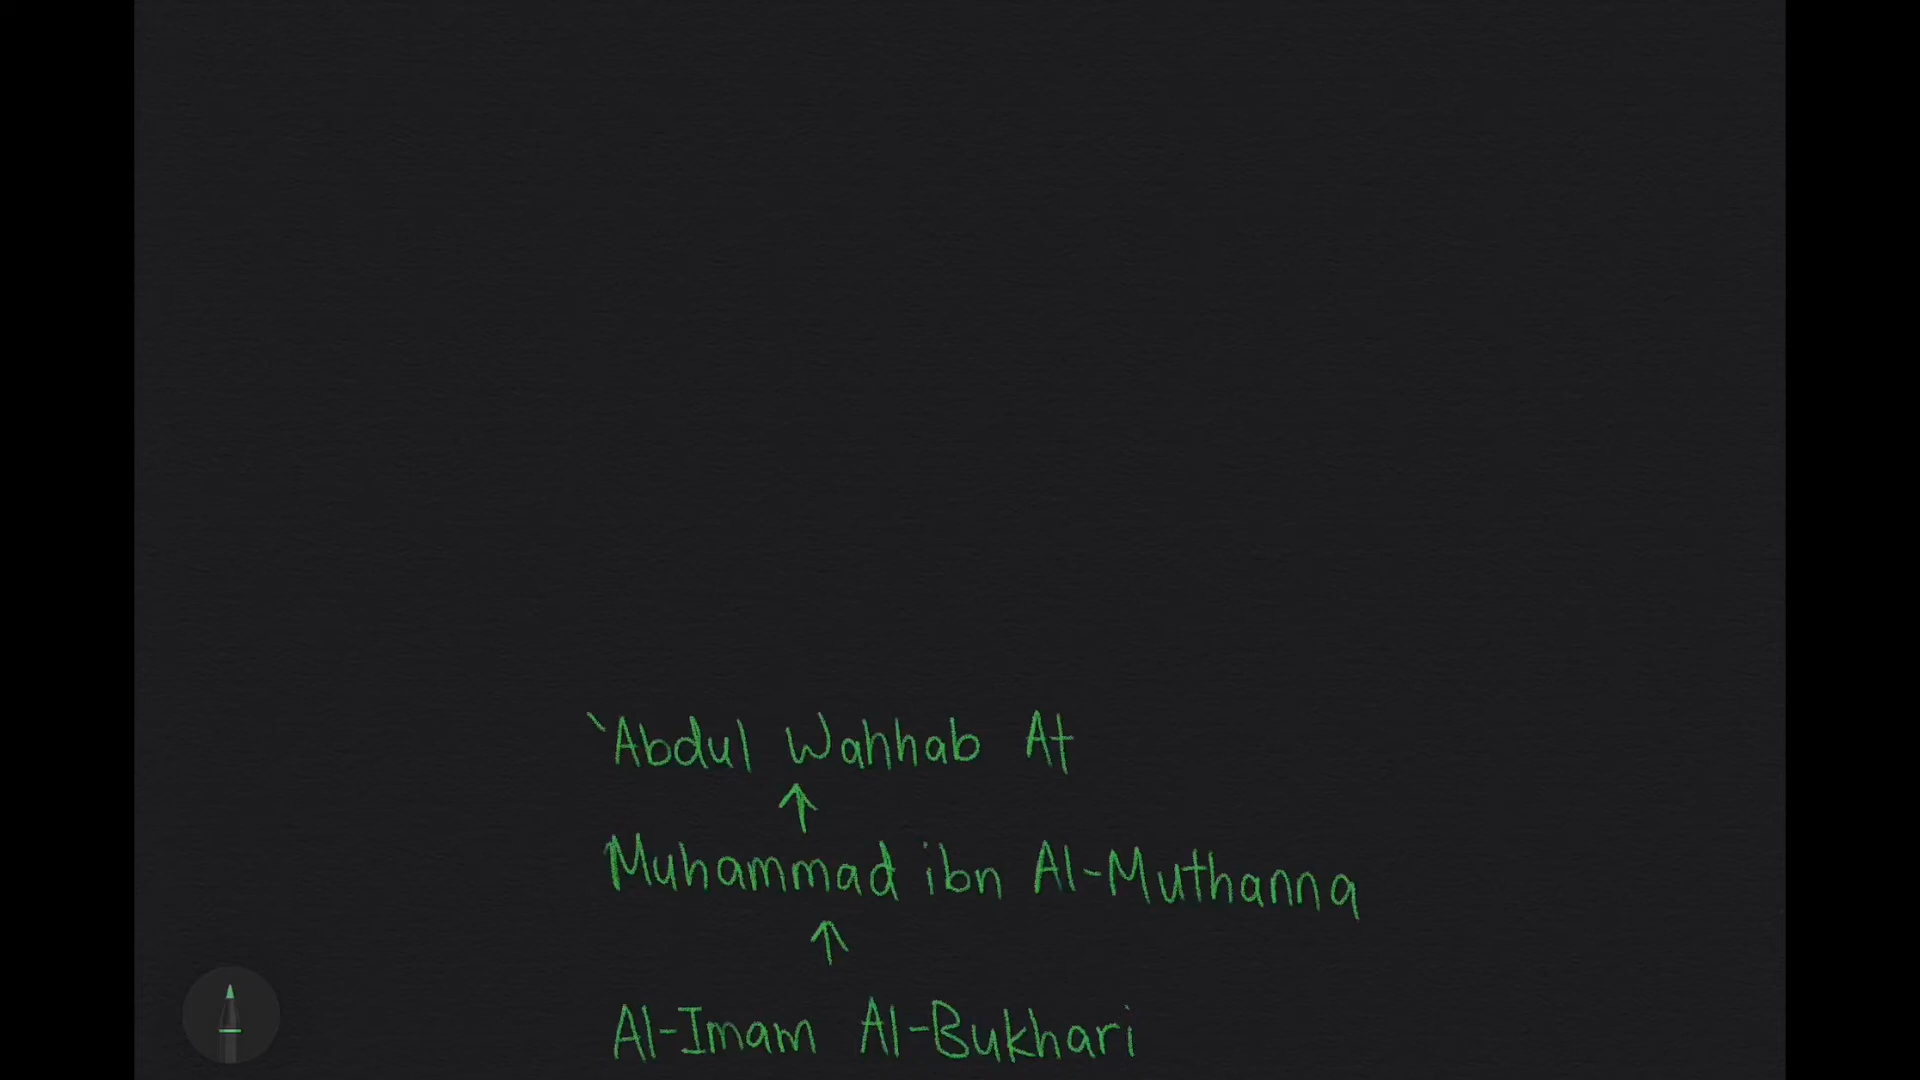 `Abdul Wahhab At
↑
Muhammad ibn Al-Muthanna
↑
Al-Imam Al-Bukhari